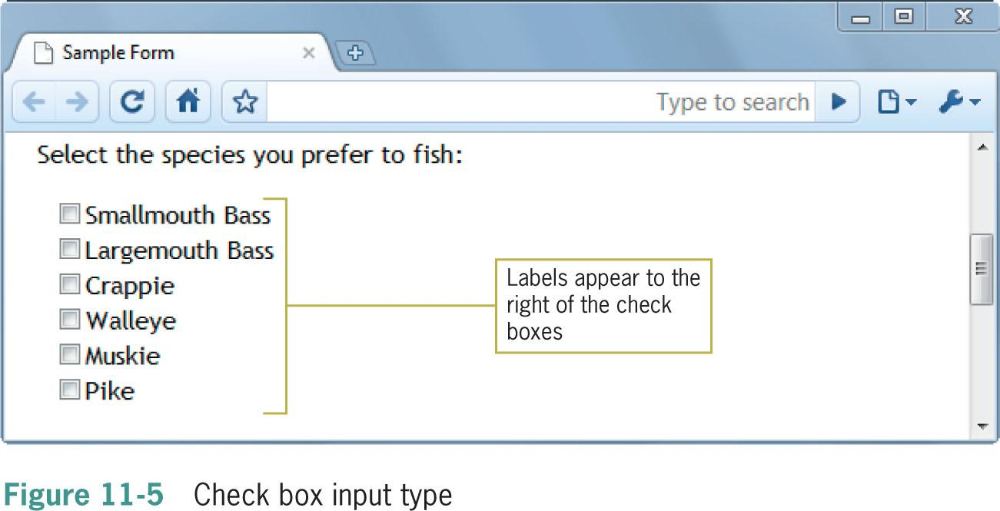 Sample Form
Type to search
Select the species you prefer to fish:
Smallmouth Bass
Largemouth Bass
Crappie
Walleye
Muskie
Pike
Labels appear to the
right of the check
boxes
Figure 11-5 Check box input type